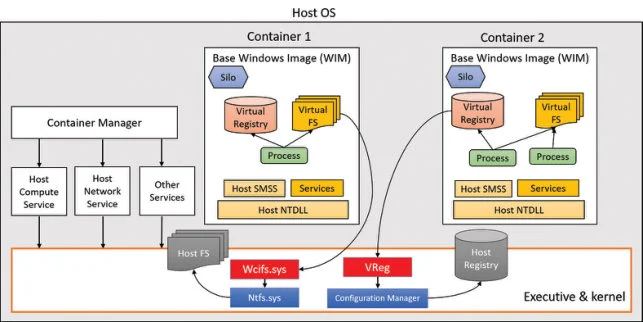 Host OS
Container 1
Base Windows Image (WIM)
Silo
Virtual
Registry
Virtual
FS
Process
Host SMSS
Services
Host NTDLL
Container 2
Base Windows Image (WIM)
Silo
Virtual
Registry
Virtual
FS
Process
Process
Host SMSS
Services
Host NTDLL
Container Manager
Host
Compute
Service
Host
Network
Service
Other
Services
Host FS
Wcifs.sys
Ntfs.sys
VReg
Configuration Manager
Host
Registry
Executive & kernel